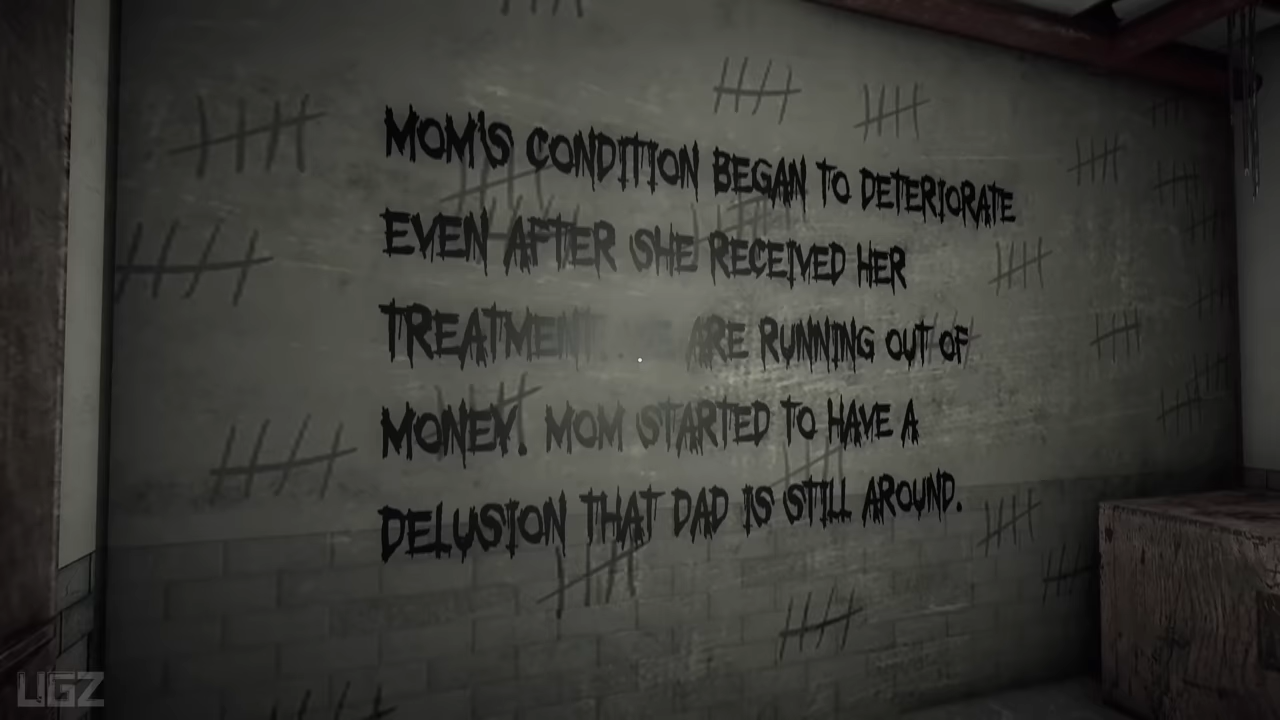 MOM'S CONDITION BEGAN TO DETERIORATE
EVEN AFTER SHE RECEIVED HER
TREATMENT ARE RUNNING OUT OF
MONEY. MOM STARTED TO HAVE A
DELUSION THAT DAD IS STILL AROUND.
UGZ